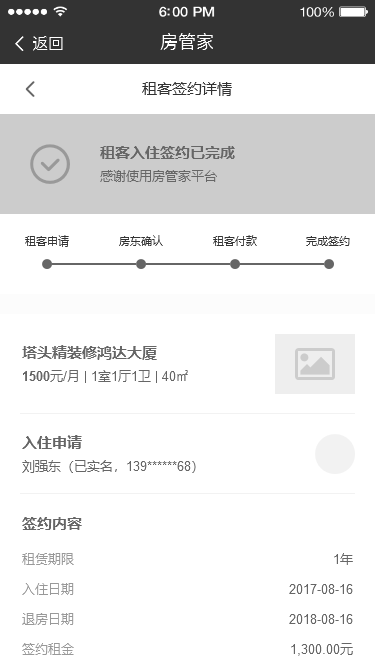 6:00 PM 100%
返回 房管家
租客签约详情
租客入住签约已完成
感谢使用房管家平台
租客申请 房东确认 租客付款 完成签约
塔头精装修鸿达大厦
1500元/月 | 1室1厅1卫 | 40㎡
入住申请
刘强东（已实名，139******68）
签约内容
租赁期限 1年
入住日期 2017-08-16
退房日期 2018-08-16
签约租金 1,300.00元